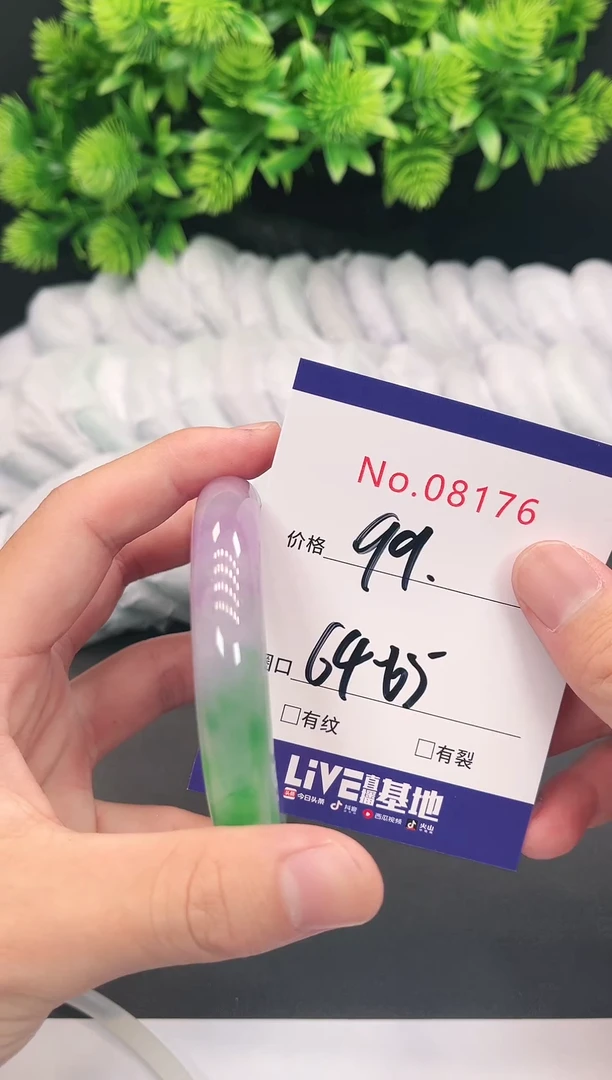 No.08176
价格 99.
圈口 64-65
□有纹 □有裂
LiVE直播基地
今日头条 抖音 西瓜视频 火山